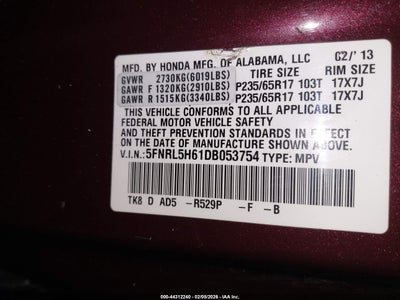 MFD. BY HONDA MFG. OF ALABAMA, LLC 02/'13
GVWR 2730KG(6019LBS) TIRE SIZE RIM SIZE
GAWR F 1320KG(2910LBS) P235/65R17 103T 17X7J
GAWR R 1515KG(3340LBS) P235/65R17 103T 17X7J
THIS VEHICLE CONFORMS TO ALL APPLICABLE
FEDERAL MOTOR VEHICLE SAFETY AND THEFT
PREVENTION STANDARDS IN EFFECT
ON THE DATE OF MANUFACTURE SHOWN ABOVE.
V.I.N.: 5FNRL5H61DB053754 TYPE: MPV
TK8 D AD5 -R529P -F -B
000-44312240 - 02/09/2026 - IAA Inc.